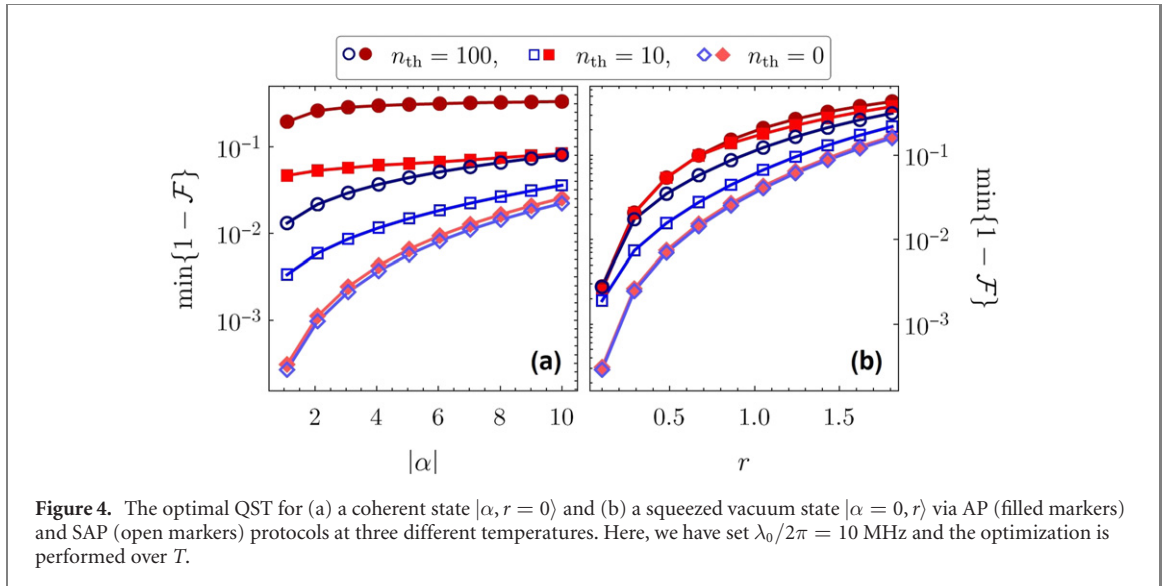 n_th = 100, n_th = 10, n_th = 0
min{1 − F}
10⁻¹
10⁻²
10⁻³
(a)
2 4 6 8 10
|α|
(b)
0.5 1.0 1.5
r
10⁻¹
10⁻²
10⁻³
min{1 − F}
Figure 4. The optimal QST for (a) a coherent state |α, r = 0⟩ and (b) a squeezed vacuum state |α = 0, r⟩ via AP (filled markers)
and SAP (open markers) protocols at three different temperatures. Here, we have set λ₀/2π = 10 MHz and the optimization is
performed over T.